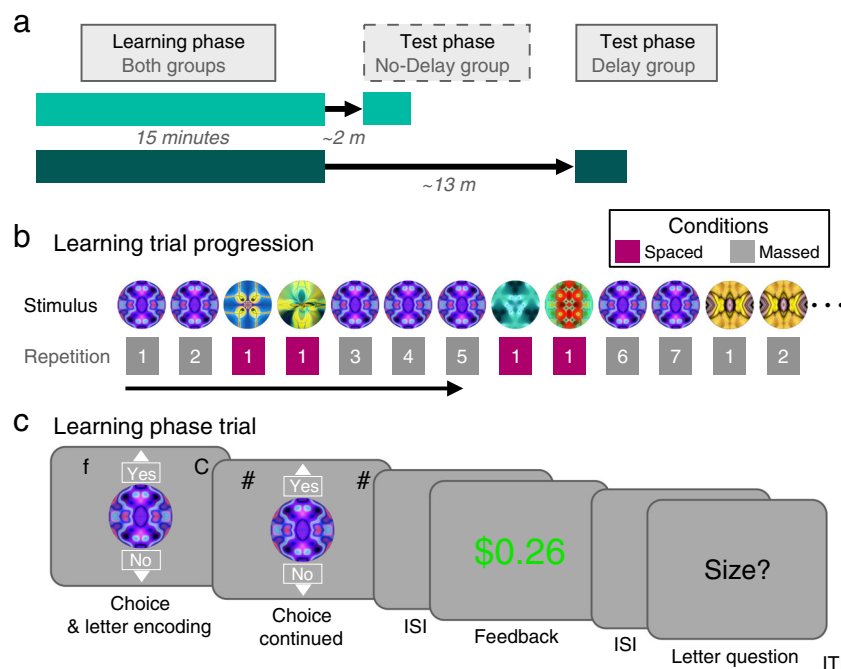 a
Learning phase
Both groups
Test phase
No-Delay group
Test phase
Delay group
15 minutes
~2 m
~13 m
b Learning trial progression
Conditions
Spaced Massed
Stimulus
Repetition 1 2 1 1 3 4 5 1 1 6 7 1 2
c Learning phase trial
f C
Yes
No
# #
Yes
No
$0.26
Size?
Choice
& letter encoding
Choice
continued
ISI
Feedback
ISI
Letter question
IT